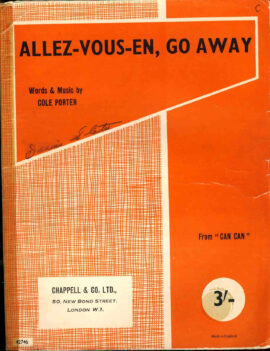 C
ALLEZ-VOUS-EN, GO AWAY
Words & Music by
COLE PORTER
From "CAN CAN"
CHAPPELL & CO. LTD.,
50, NEW BOND STREET,
LONDON W.1.
3/-
42746